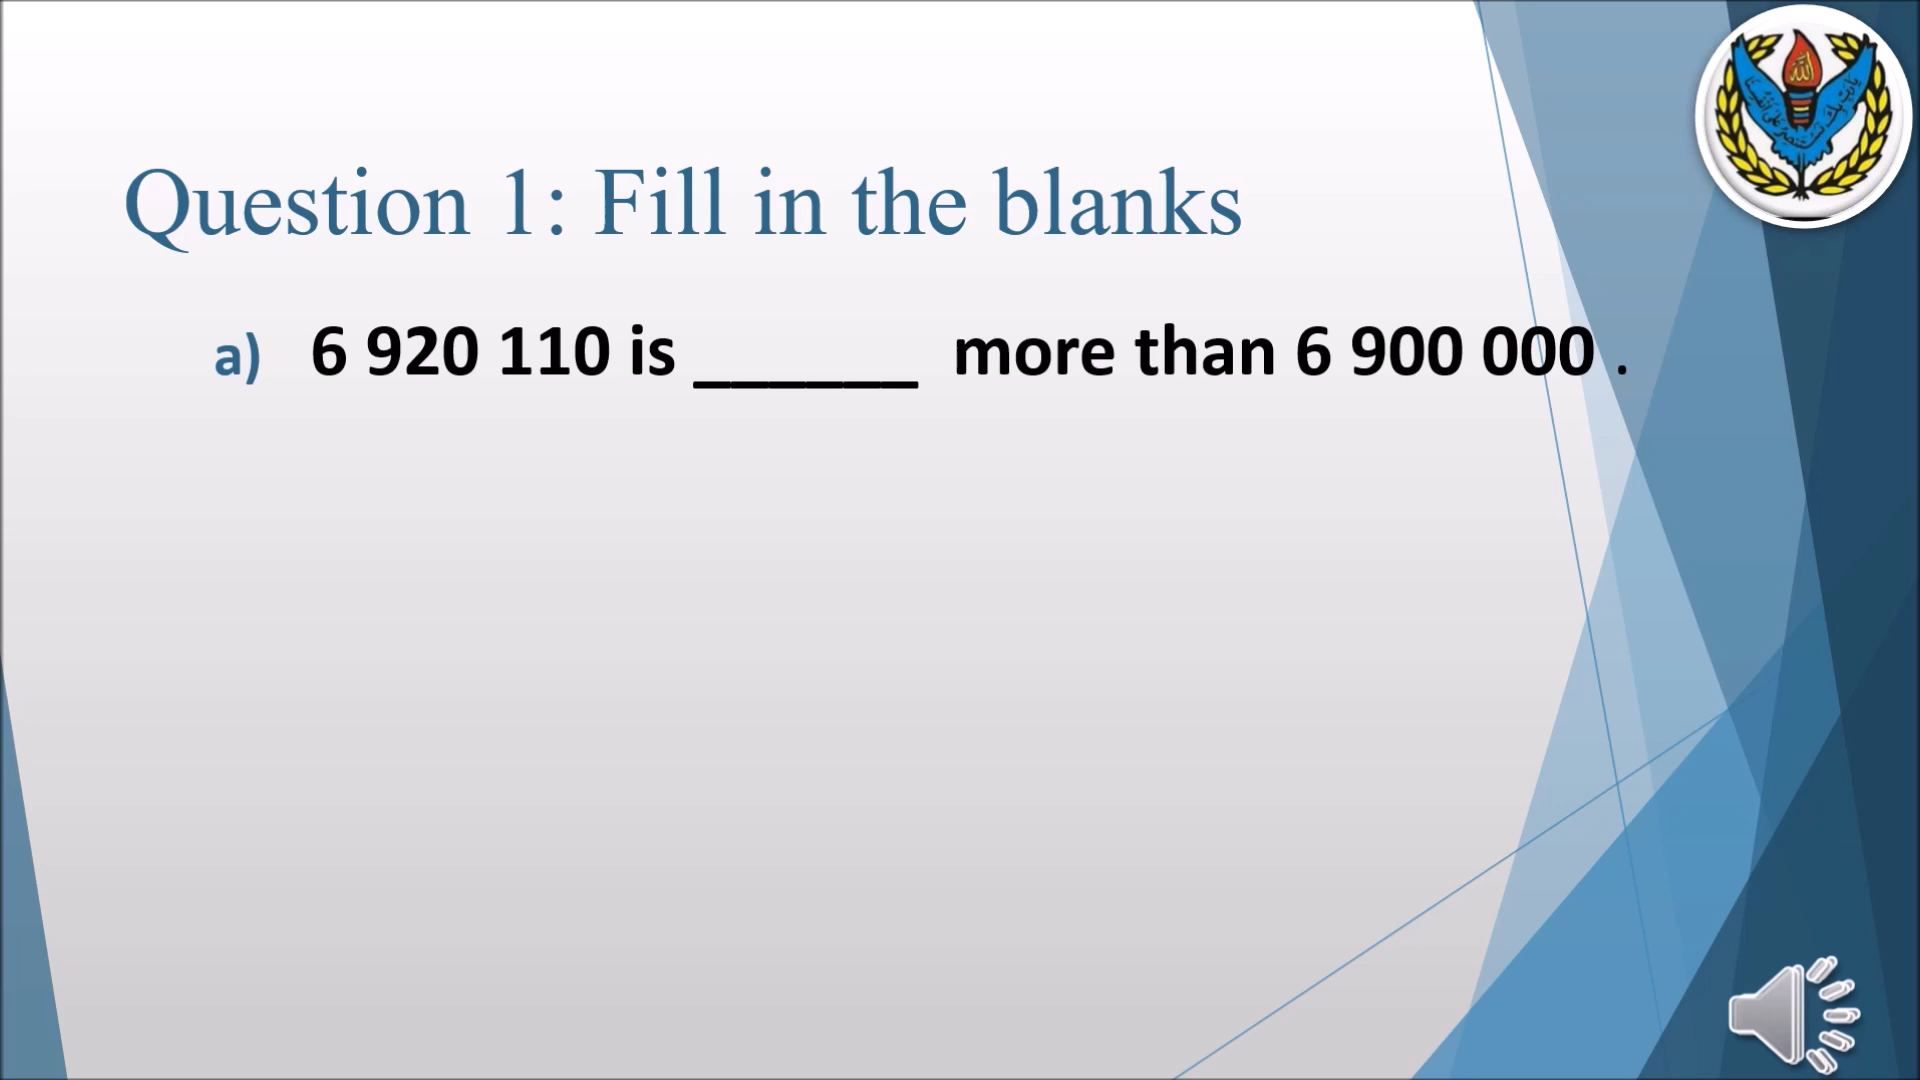 Question 1: Fill in the blanks
a) 6 920 110 is ______ more than 6 900 000 .